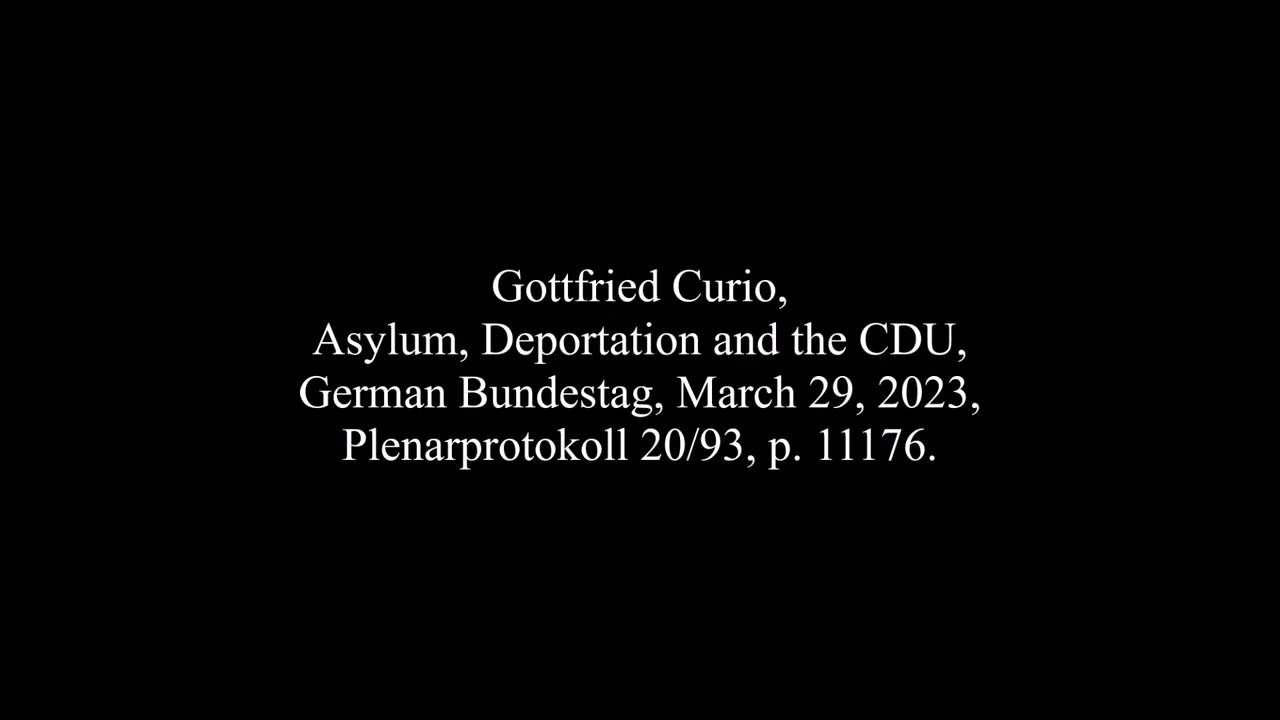 Gottfried Curio,
Asylum, Deportation and the CDU,
German Bundestag, March 29, 2023,
Plenarprotokoll 20/93, p. 11176.